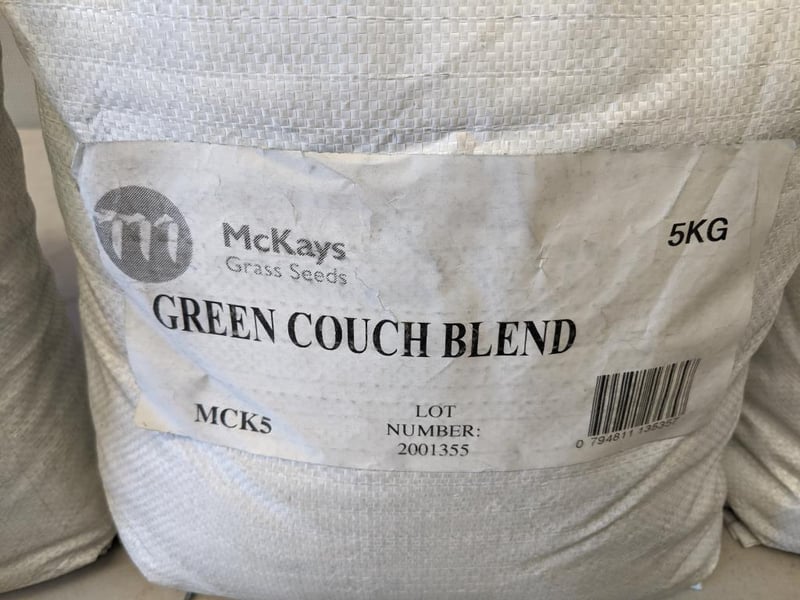 m
McKays
Grass Seeds
5KG
GREEN COUCH BLEND
MCK5
LOT
NUMBER:
2001355